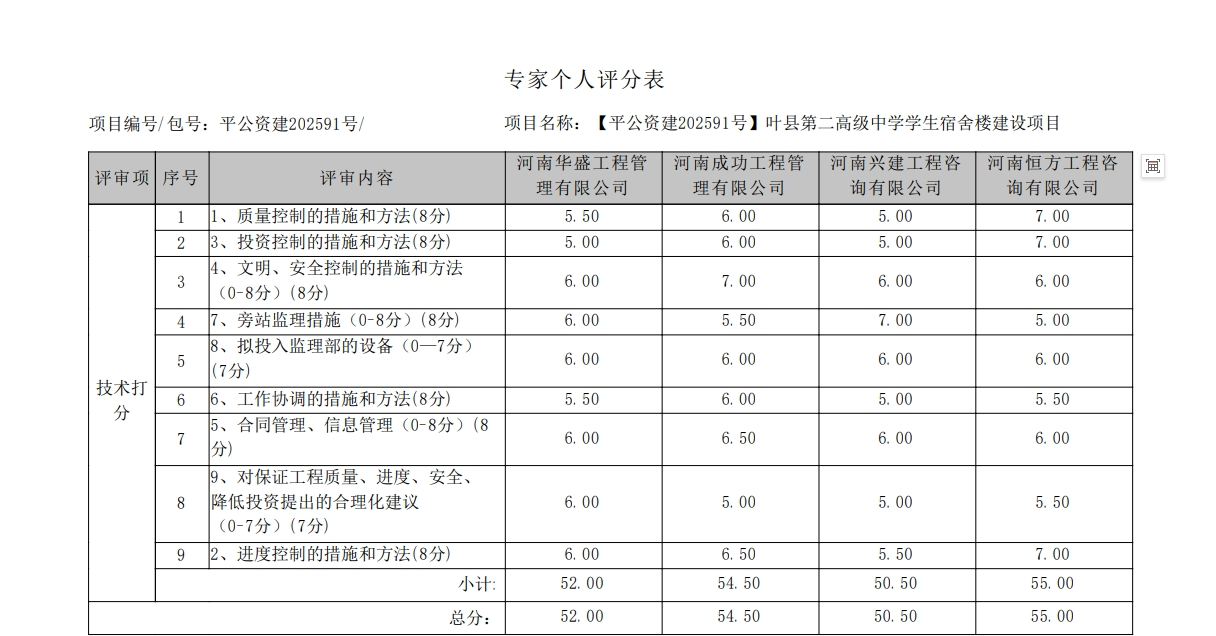 专家个人评分表
项目编号/包号：平公资建202591号/ 项目名称：【平公资建202591号】叶县第二高级中学学生宿舍楼建设项目
评审项 序号 评审内容 河南华盛工程管理有限公司 河南成功工程管理有限公司 河南兴建工程咨询有限公司 河南恒方工程咨询有限公司
技术打分
1 1、质量控制的措施和方法(8分) 5.50 6.00 5.00 7.00
2 3、投资控制的措施和方法(8分) 5.00 6.00 5.00 7.00
3 4、文明、安全控制的措施和方法（0-8分）(8分) 6.00 7.00 6.00 6.00
4 7、旁站监理措施（0-8分）(8分) 6.00 5.50 7.00 5.00
5 8、拟投入监理部的设备（0—7分）(7分) 6.00 6.00 6.00 6.00
6 6、工作协调的措施和方法(8分) 5.50 6.00 5.00 5.50
7 5、合同管理、信息管理（0-8分）(8分) 6.00 6.50 6.00 6.00
8 9、对保证工程质量、进度、安全、降低投资提出的合理化建议（0-7分）(7分) 6.00 5.00 5.00 5.50
9 2、进度控制的措施和方法(8分) 6.00 6.50 5.50 7.00
小计: 52.00 54.50 50.50 55.00
总分: 52.00 54.50 50.50 55.00